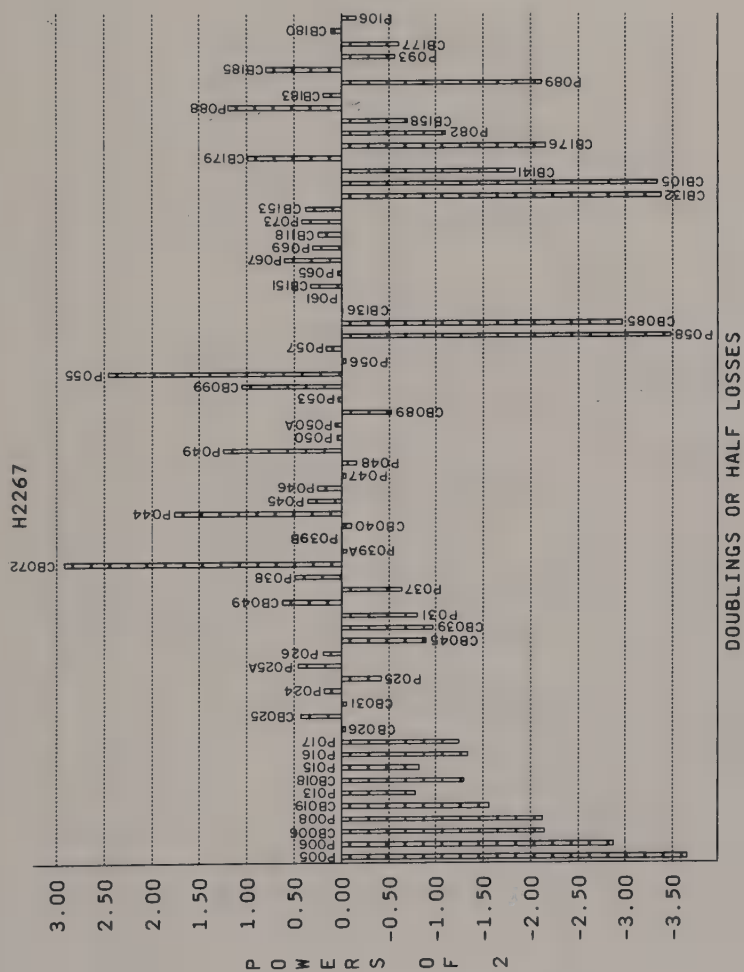 H2267
3.00
2.50
2.00
1.50
1.00
0.50
0.00
-0.50
-1.00
-1.50
-2.00
-2.50
-3.00
-3.50
POWERS OF 2
P005
P006
CB006
P008
CB019
P013
CB018
P015
P016
P017
CB026
CB025
CB031
P024
P025
P025A
P026
CB045
CB039
P031
CB049
P037
P038
CB072
P039A
P039B
CB040
P044
P045
P046
P047
P048
P049
P050
P050A
CB089
P053
CB099
P055
P056
P057
P058
CB085
CB136
P061
CB151
P065
P067
P069
CB118
P073
CB153
CB132
CB105
CB141
CB179
CB176
P082
CB158
P088
CB183
P089
CB185
P093
CB177
CB180
P106
DOUBLINGS OR HALF LOSSES